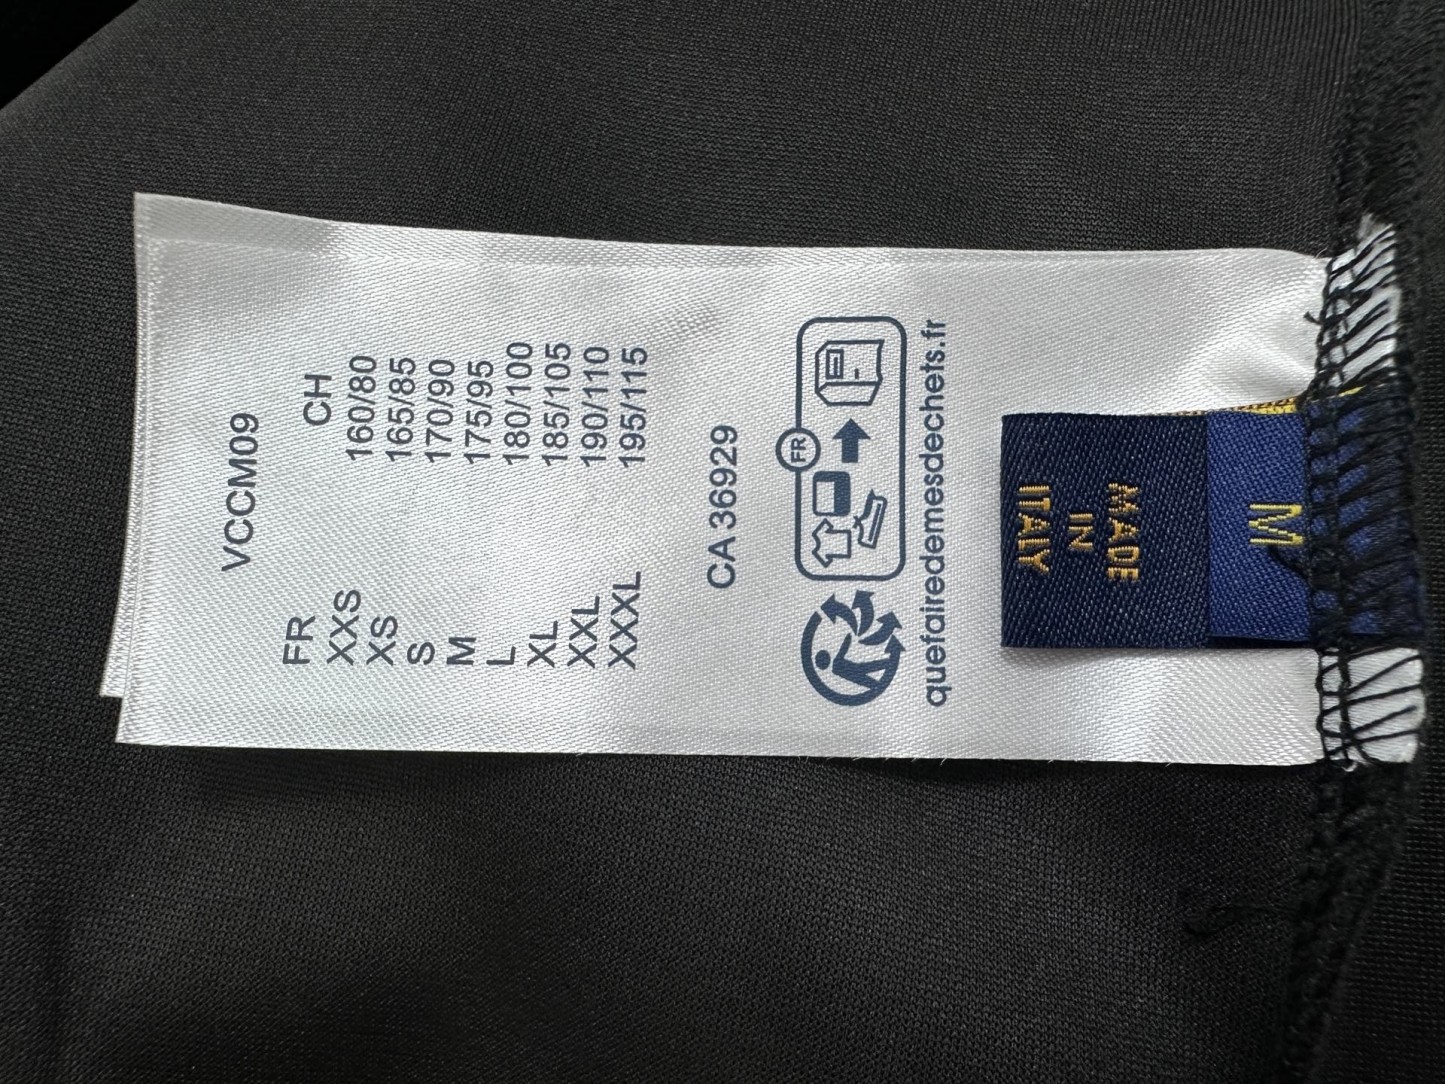 VCCM09
FR CH
XXS 160/80
XS 165/85
S 170/90
M 175/95
L 180/100
XL 185/105
XXL 190/110
XXXL 195/115
CA 36929
FR
quefairedemesdechets.fr
MADE
IN
ITALY
M